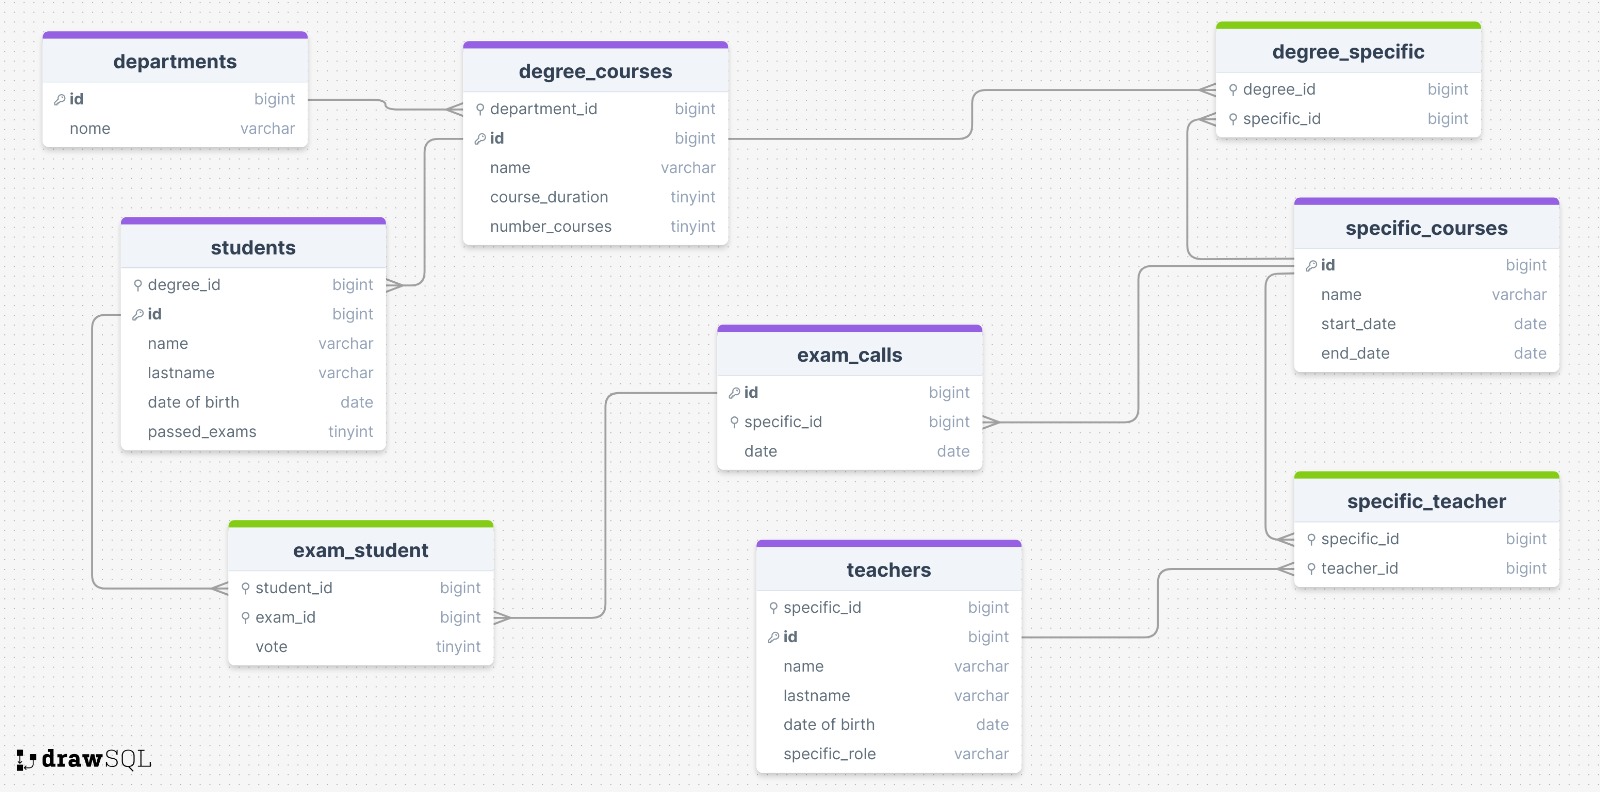 departments
id bigint
nome varchar
degree_courses
department_id bigint
id bigint
name varchar
course_duration tinyint
number_courses tinyint
degree_specific
degree_id bigint
specific_id bigint
students
degree_id bigint
id bigint
name varchar
lastname varchar
date of birth date
passed_exams tinyint
specific_courses
id bigint
name varchar
start_date date
end_date date
exam_calls
id bigint
specific_id bigint
date date
specific_teacher
specific_id bigint
teacher_id bigint
exam_student
student_id bigint
exam_id bigint
vote tinyint
teachers
specific_id bigint
id bigint
name varchar
lastname varchar
date of birth date
specific_role varchar
drawSQL